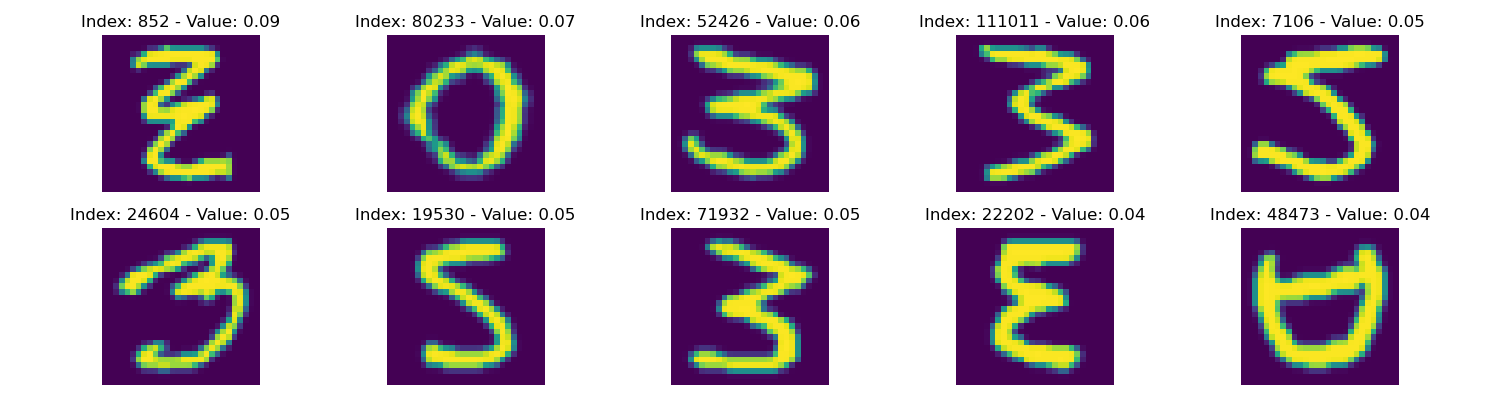 Index: 852 - Value: 0.09
Index: 80233 - Value: 0.07
Index: 52426 - Value: 0.06
Index: 111011 - Value: 0.06
Index: 7106 - Value: 0.05
Index: 24604 - Value: 0.05
Index: 19530 - Value: 0.05
Index: 71932 - Value: 0.05
Index: 22202 - Value: 0.04
Index: 48473 - Value: 0.04